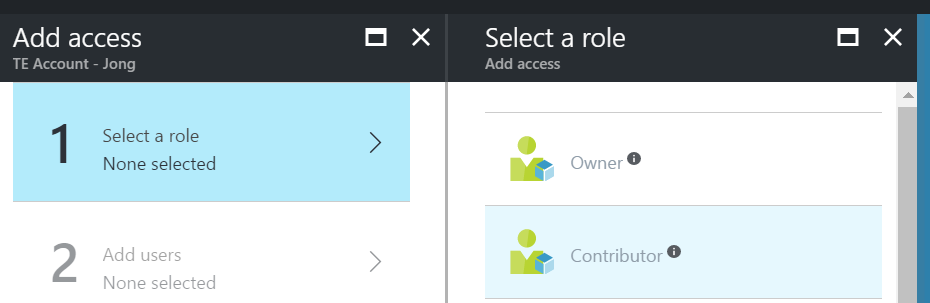 Add access
TE Account - Jong
1
Select a role
None selected
2
Add users
None selected
Select a role
Add access
Owner
Contributor